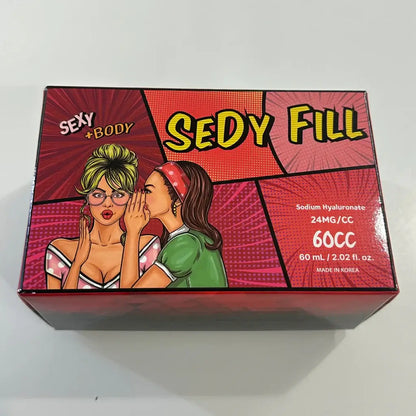 SEXY
+BODY
SEDY FILL
Sodium Hyaluronate
24MG/CC
60CC
60 mL / 2.02 fl. oz.
MADE IN KOREA